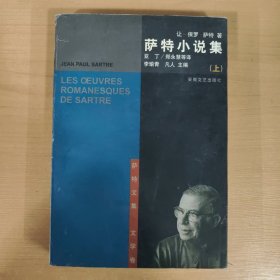 让·保罗 萨特 著
萨特小说集
亚 丁/郑永慧等译
李瑜青 凡人 主编
(上)
安徽文艺出版社
JEAN PAUL SARTRE
LES ŒUVRES
ROMANESQUES
DE SARTRE
萨特文集 文学卷